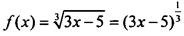 f(x) = ∛(3x−5) = (3x−5)^(1/3)